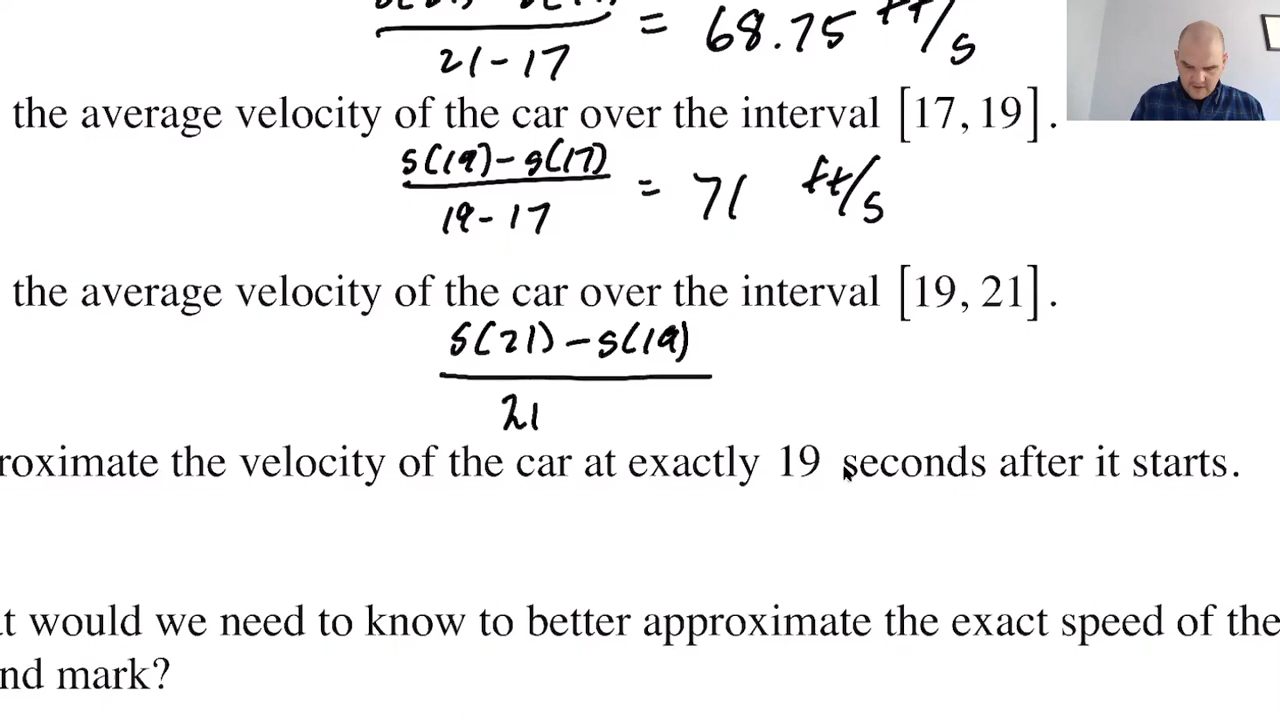 = 68.75 ft/s
21-17
the average velocity of the car over the interval [17, 19].
s(19)-s(17)
19-17
= 71 ft/s
the average velocity of the car over the interval [19, 21].
s(21)-s(19)
21
the velocity of the car at exactly 19 seconds after it starts.
would we need to know to better approximate the exact speed of the
mark?